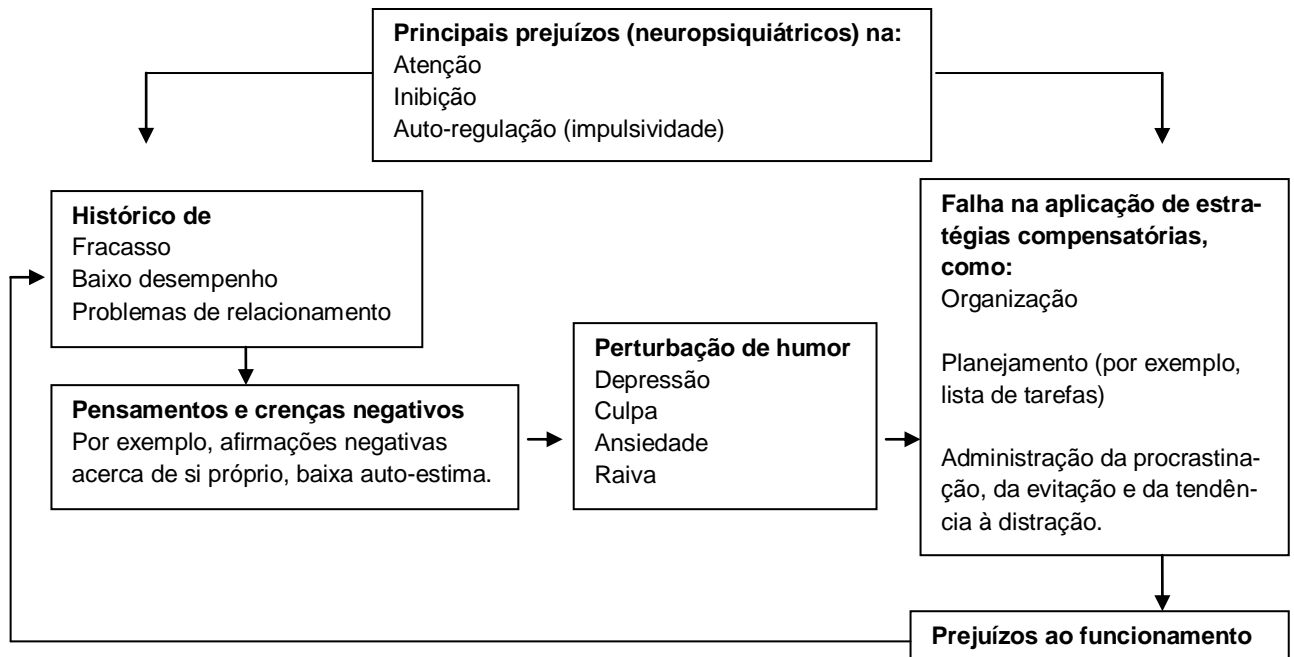 Principais prejuízos (neuropsiquiátricos) na:
Atenção
Inibição
Auto-regulação (impulsividade)
Histórico de
Fracasso
Baixo desempenho
Problemas de relacionamento
Pensamentos e crenças negativos
Por exemplo, afirmações negativas
acerca de si próprio, baixa auto-estima.
Perturbação de humor
Depressão
Culpa
Ansiedade
Raiva
Falha na aplicação de estra-
tégias compensatórias,
como:
Organização
Planejamento (por exemplo,
lista de tarefas)
Administração da procrastina-
ção, da evitação e da tendên-
cia à distração.
Prejuízos ao funcionamento